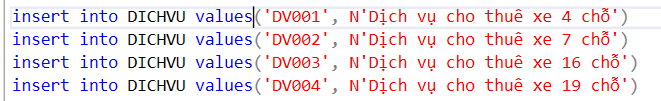 insert into DICHVU values('DV001', N'Dịch vụ cho thuê xe 4 chỗ')
insert into DICHVU values('DV002', N'Dịch vụ cho thuê xe 7 chỗ')
insert into DICHVU values('DV003', N'Dịch vụ cho thuê xe 16 chỗ')
insert into DICHVU values('DV004', N'Dịch vụ cho thuê xe 19 chỗ')